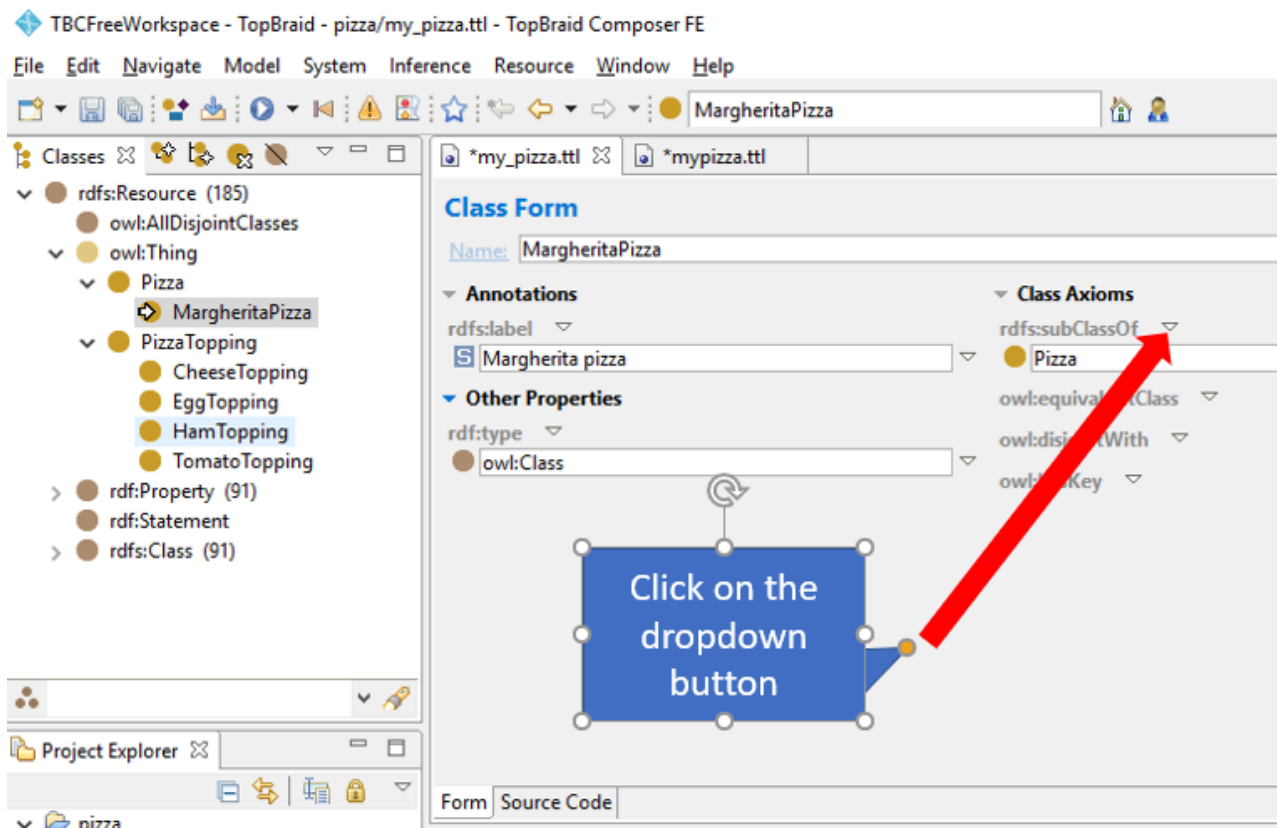 TBCFreeWorkspace - TopBraid - pizza/my_pizza.ttl - TopBraid Composer FE
File Edit Navigate Model System Inference Resource Window Help
MargheritaPizza
Classes
*my_pizza.ttl *mypizza.ttl
rdfs:Resource (185)
owl:AllDisjointClasses
owl:Thing
Pizza
MargheritaPizza
PizzaTopping
CheeseTopping
EggTopping
HamTopping
TomatoTopping
rdf:Property (91)
rdf:Statement
rdfs:Class (91)
Class Form
Name: MargheritaPizza
Annotations
rdfs:label
S Margherita pizza
Other Properties
rdf:type
owl:Class
Class Axioms
rdfs:subClassOf
Pizza
Click on the
dropdown
button
Project Explorer
pizza
Form Source Code